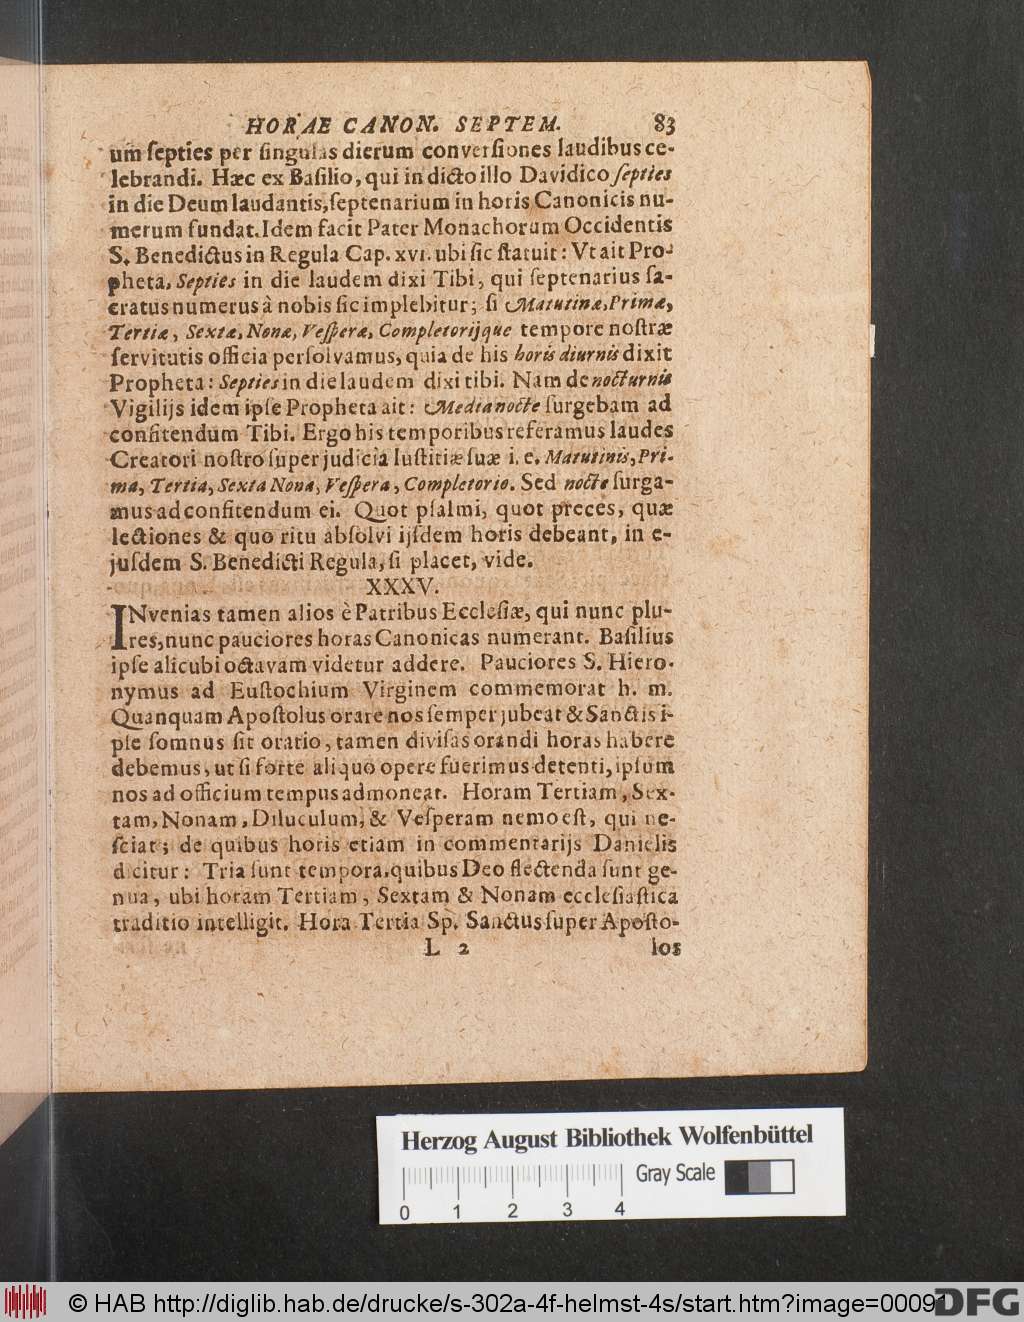 HORAE CANON. SEPTEM. 83
um ſepties per ſingulas dierum converſiones laudibus ce-
lebrandi. Hæc ex Baſilio, qui in dicto illo Davidico ſepties
in die Deum laudantis, ſeptenarium in horis Canonicis nu-
merum fundat. Idem facit Pater Monachorum Occidentis
S. Benedictus in Regula Cap. xvi. ubi ſic ſtatuit: Vt ait Pro-
pheta, Septies in die laudem dixi Tibi, qui ſeptenarius ſa-
cratus numerus à nobis ſic implebitur; ſi Matutinæ, Primæ,
Tertiæ, Sextæ, Nonæ, Veſperæ, Completorijque tempore noſtræ
ſervitutis officia perſolvamus, quia de his horis diurnis dixit
Propheta: Septies in die laudem dixi tibi. Nam de nocturnis
Vigilijs idem ipſe Propheta ait: Media nocte ſurgebam ad
confitendum Tibi. Ergo his temporibus referamus laudes
Creatori noſtro ſuper judicia Iuſtitiæ ſuæ i. e. Matutinis, Pri-
ma, Tertia, Sexta Nona, Veſpera, Completorio. Sed nocte ſurga-
mus ad confitendum ei. Quot pſalmi, quot preces, quæ
lectiones & quo ritu abſolvi ijſdem horis debeant, in e-
juſdem S. Benedicti Regula, ſi placet, vide.
XXXV.
INvenias tamen alios è Patribus Eccleſiæ, qui nunc plu-
res, nunc pauciores horas Canonicas numerant. Baſilius
ipſe alicubi octavam videtur addere. Pauciores S. Hiero-
nymus ad Euſtochium Virginem commemorat h. m.
Quanquam Apoſtolus orare nos ſemper jubeat & Sanctis i-
pſe ſomnus ſit oratio, tamen diviſas orandi horas habere
debemus, ut ſi forte aliquo opere fuerimus detenti, ipſum
nos ad officium tempus admoneat. Horam Tertiam, Sex-
tam, Nonam, Diluculum, & Veſperam nemo eſt, qui ne-
ſciat; de quibus horis etiam in commentarijs Danielis
dicitur: Tria ſunt tempora, quibus Deo flectenda ſunt ge-
nua, ubi horam Tertiam, Sextam & Nonam eccleſiaſtica
traditio intelligit. Hora Tertia Sp. Sanctus ſuper Apoſto-
L 2 los
Herzog August Bibliothek Wolfenbüttel
Gray Scale
0 1 2 3 4
© HAB http://diglib.hab.de/drucke/s-302a-4f-helmst-4s/start.htm?image=00091
DFG